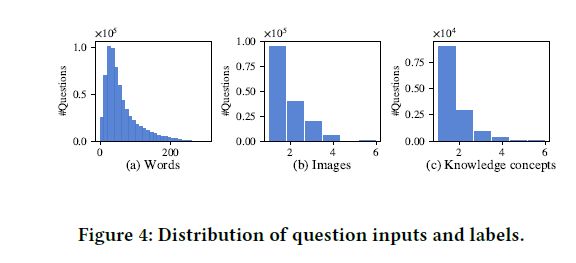 ×10⁵
1.0
0.5
0.0
#Questions
0 200
(a) Words
×10⁵
1.00
0.75
0.50
0.25
0.00
#Questions
2 4 6
(b) Images
×10⁴
0.75
0.50
0.25
0.00
#Questions
2 4 6
(c) Knowledge concepts
Figure 4: Distribution of question inputs and labels.